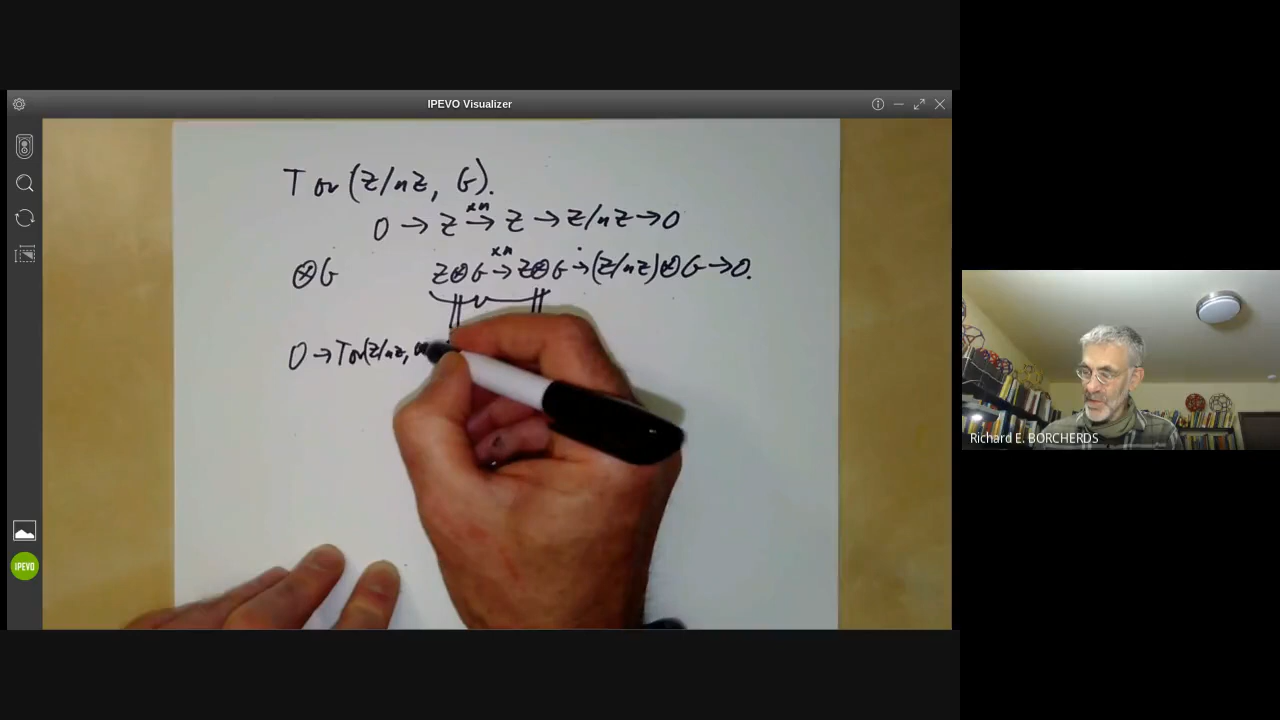 IPEVO Visualizer
Tor(Z/nZ, G).
0 → Z →×n Z → Z/nZ → 0
⊗G Z⊗G →×n Z⊗G → (Z/nZ)⊗G → 0.
0 → Tor(Z/nZ,
Richard E. BORCHERDS
IPEVO